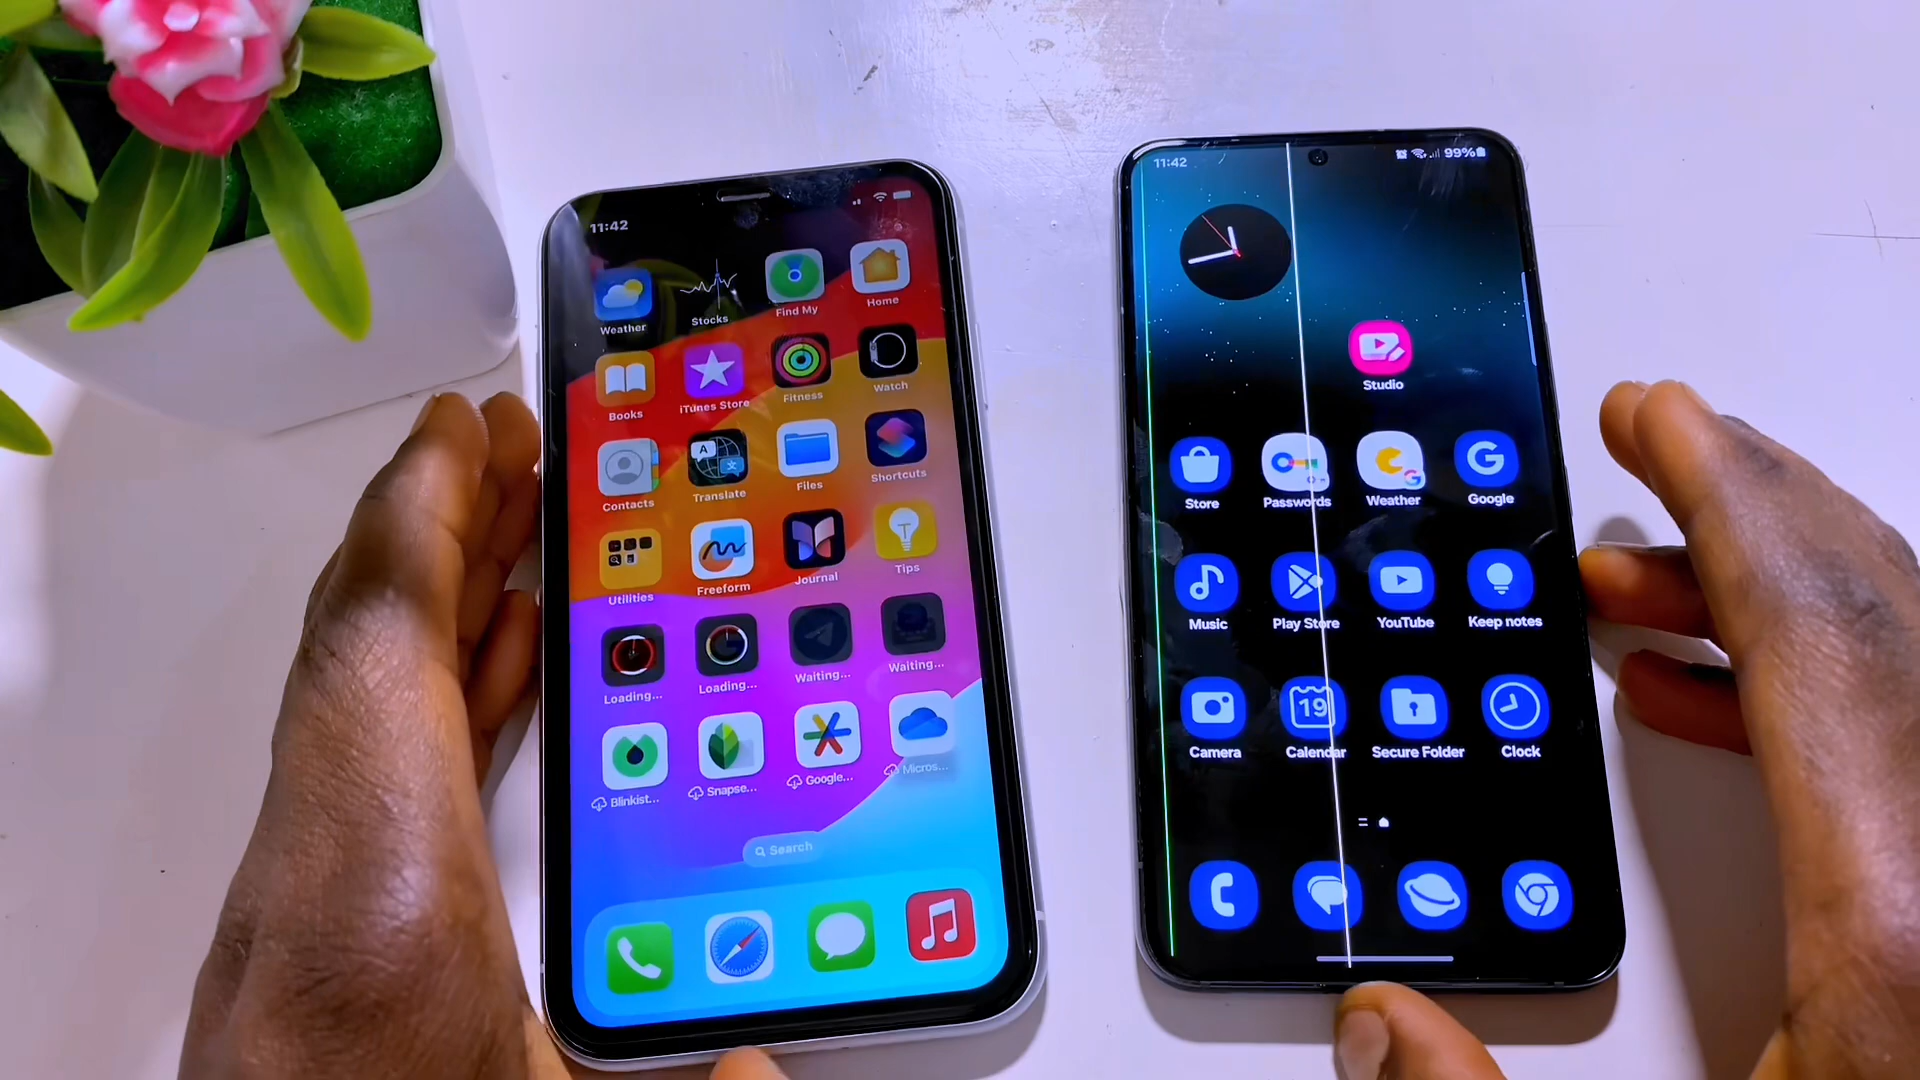 11:42
Weather
Stocks
Find My
Home
Books
iTunes Store
Fitness
Watch
Contacts
Translate
Files
Shortcuts
Utilities
Freeform
Journal
Tips
Loading...
Loading...
Waiting...
Waiting...
Blinkist...
Snapse...
Google...
Micros...
Search
11:42
99%
Studio
Store
Passwords
Weather
Google
Music
Play Store
YouTube
Keep notes
19
Camera
Calendar
Secure Folder
Clock